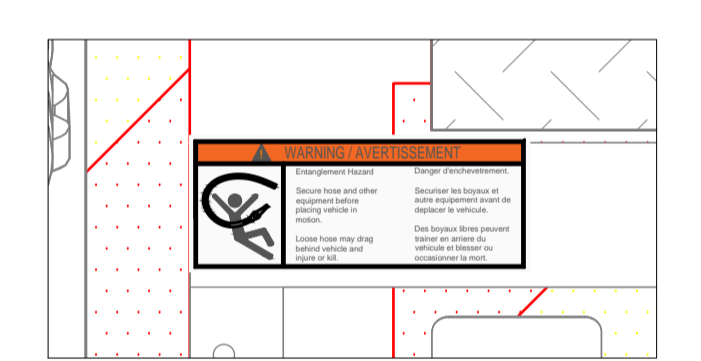 WARNING / AVERTISSEMENT
Entanglement Hazard
Secure hose and other
equipment before
placing vehicle in
motion.
Loose hose may drag
behind vehicle and
injure or kill.
Danger d'enchevetrement.
Securiser les boyaux et
autre equipement avant de
deplacer le vehicule.
Des boyaux libres peuvent
trainer en arriere du
vehicule et blesser ou
occasionner la mort.